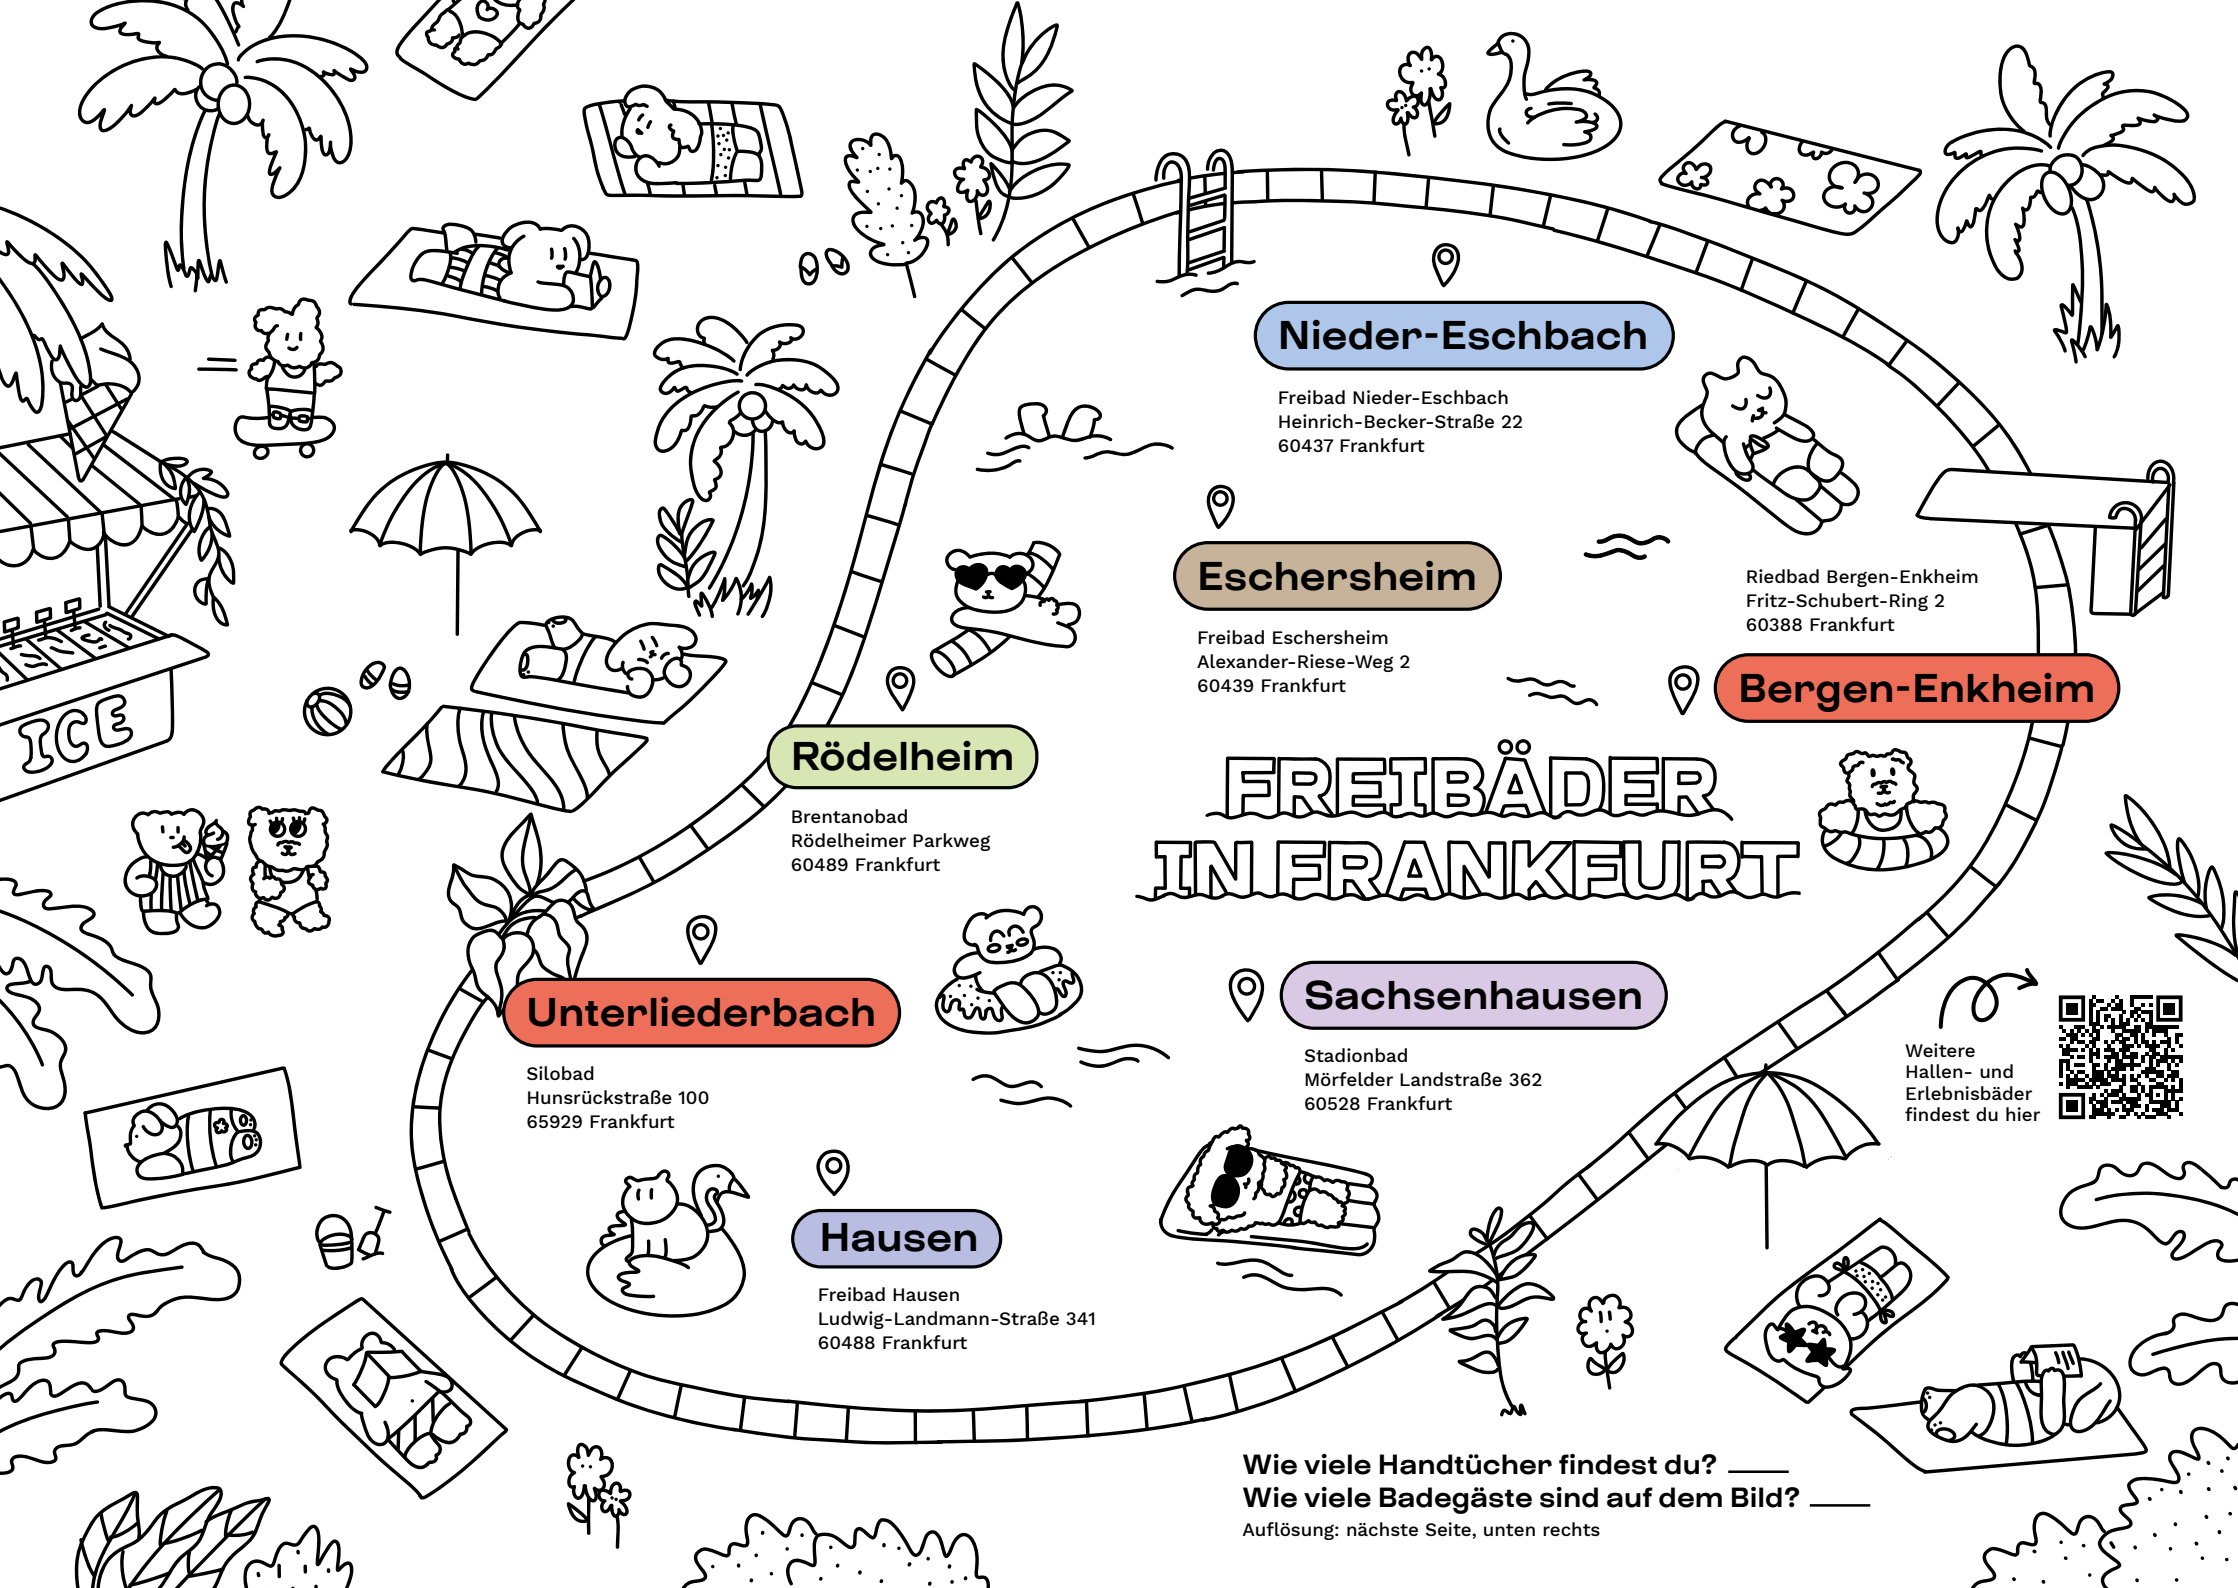 Nieder-Eschbach
Freibad Nieder-Eschbach
Heinrich-Becker-Straße 22
60437 Frankfurt
Eschersheim
Freibad Eschersheim
Alexander-Riese-Weg 2
60439 Frankfurt
Riedbad Bergen-Enkheim
Fritz-Schubert-Ring 2
60388 Frankfurt
Bergen-Enkheim
ICE
Rödelheim
Brentanobad
Rödelheimer Parkweg
60489 Frankfurt
FREIBÄDER
IN FRANKFURT
Unterliederbach
Silobad
Hunsrückstraße 100
65929 Frankfurt
Sachsenhausen
Stadionbad
Mörfelder Landstraße 362
60528 Frankfurt
Weitere
Hallen- und
Erlebnisbäder
findest du hier
Hausen
Freibad Hausen
Ludwig-Landmann-Straße 341
60488 Frankfurt
Wie viele Handtücher findest du? ____
Wie viele Badegäste sind auf dem Bild? ____
Auflösung: nächste Seite, unten rechts